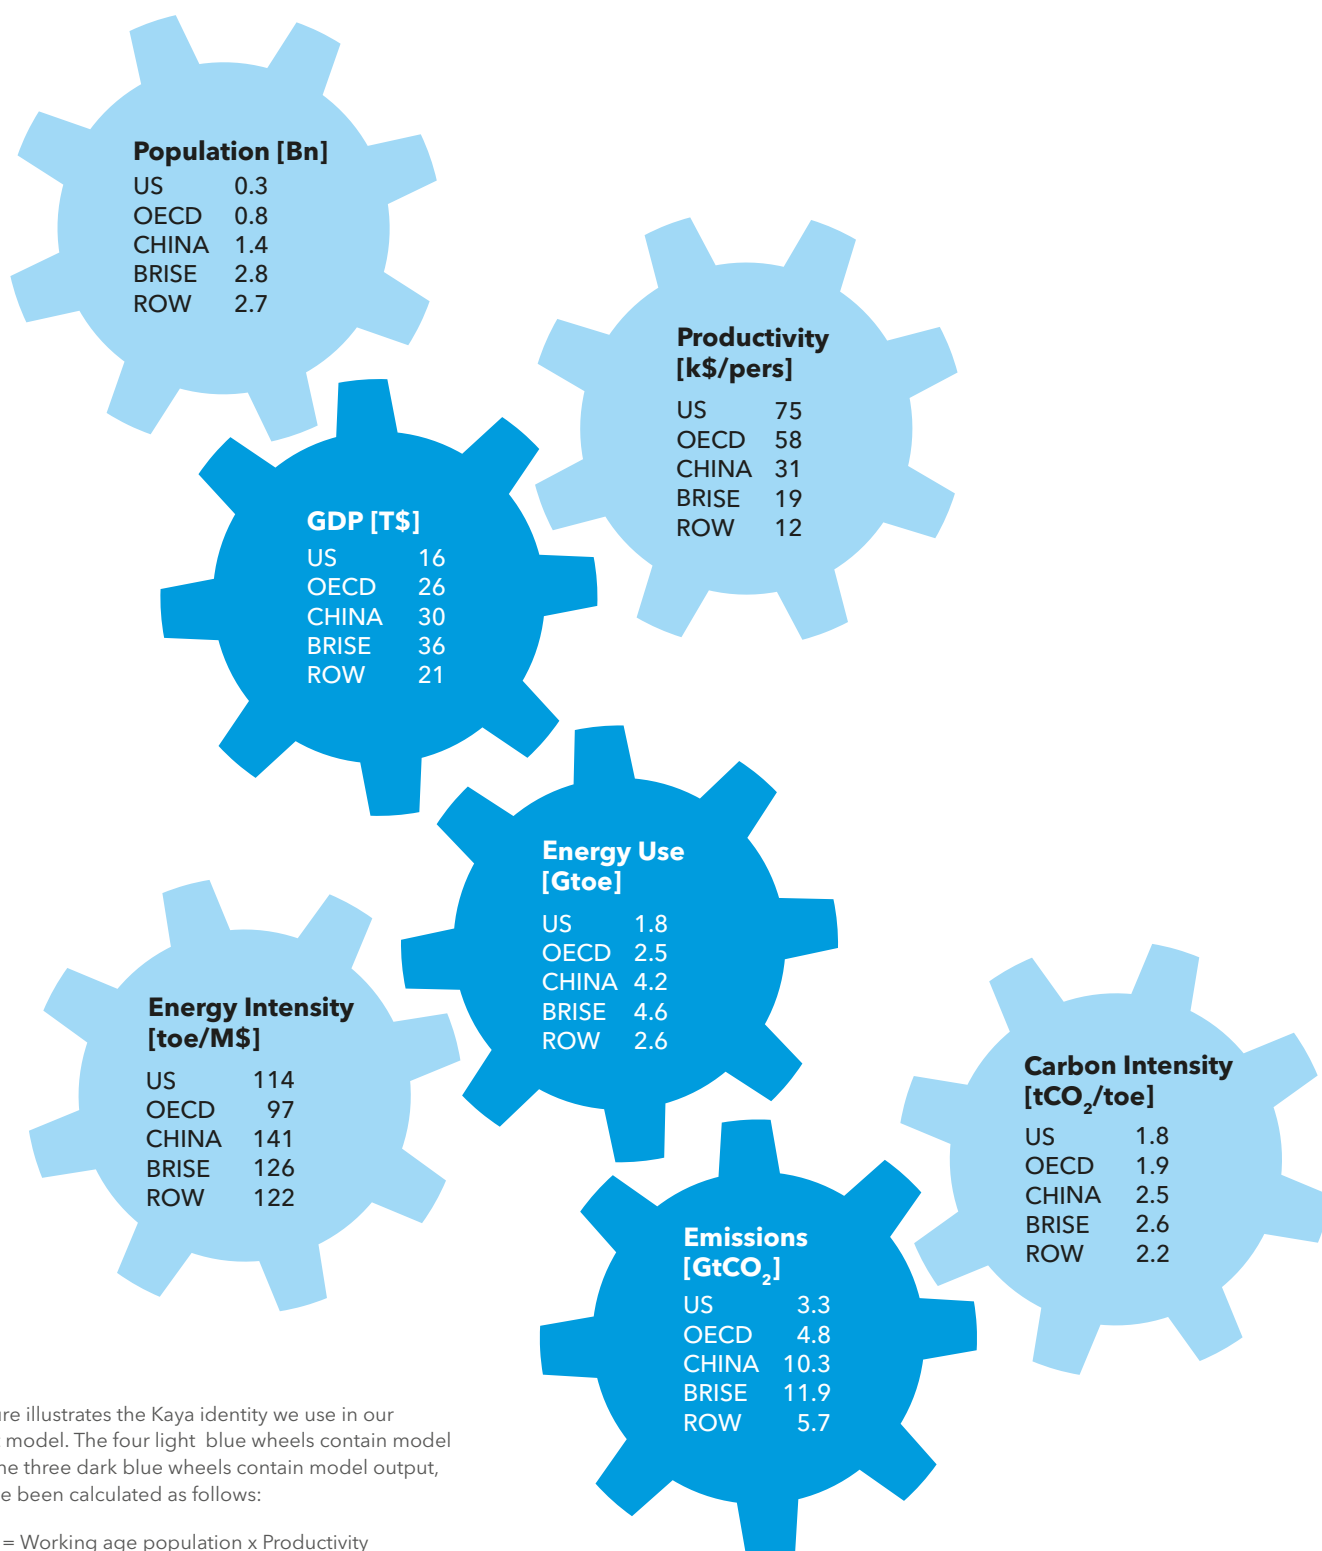 Population [Bn]
US 0.3
OECD 0.8
CHINA 1.4
BRISE 2.8
ROW 2.7
Productivity
[k$/pers]
US 75
OECD 58
CHINA 31
BRISE 19
ROW 12
GDP [T$]
US 16
OECD 26
CHINA 30
BRISE 36
ROW 21
Energy Use
[Gtoe]
US 1.8
OECD 2.5
CHINA 4.2
BRISE 4.6
ROW 2.6
Energy Intensity
[toe/M$]
US 114
OECD 97
CHINA 141
BRISE 126
ROW 122
Carbon Intensity
[tCO₂/toe]
US 1.8
OECD 1.9
CHINA 2.5
BRISE 2.6
ROW 2.2
Emissions
[GtCO₂]
US 3.3
OECD 4.8
CHINA 10.3
BRISE 11.9
ROW 5.7
illustrates the Kaya identity we use in our
model. The four light blue wheels contain model
three dark blue wheels contain model output,
been calculated as follows:
= Working age population x Productivity